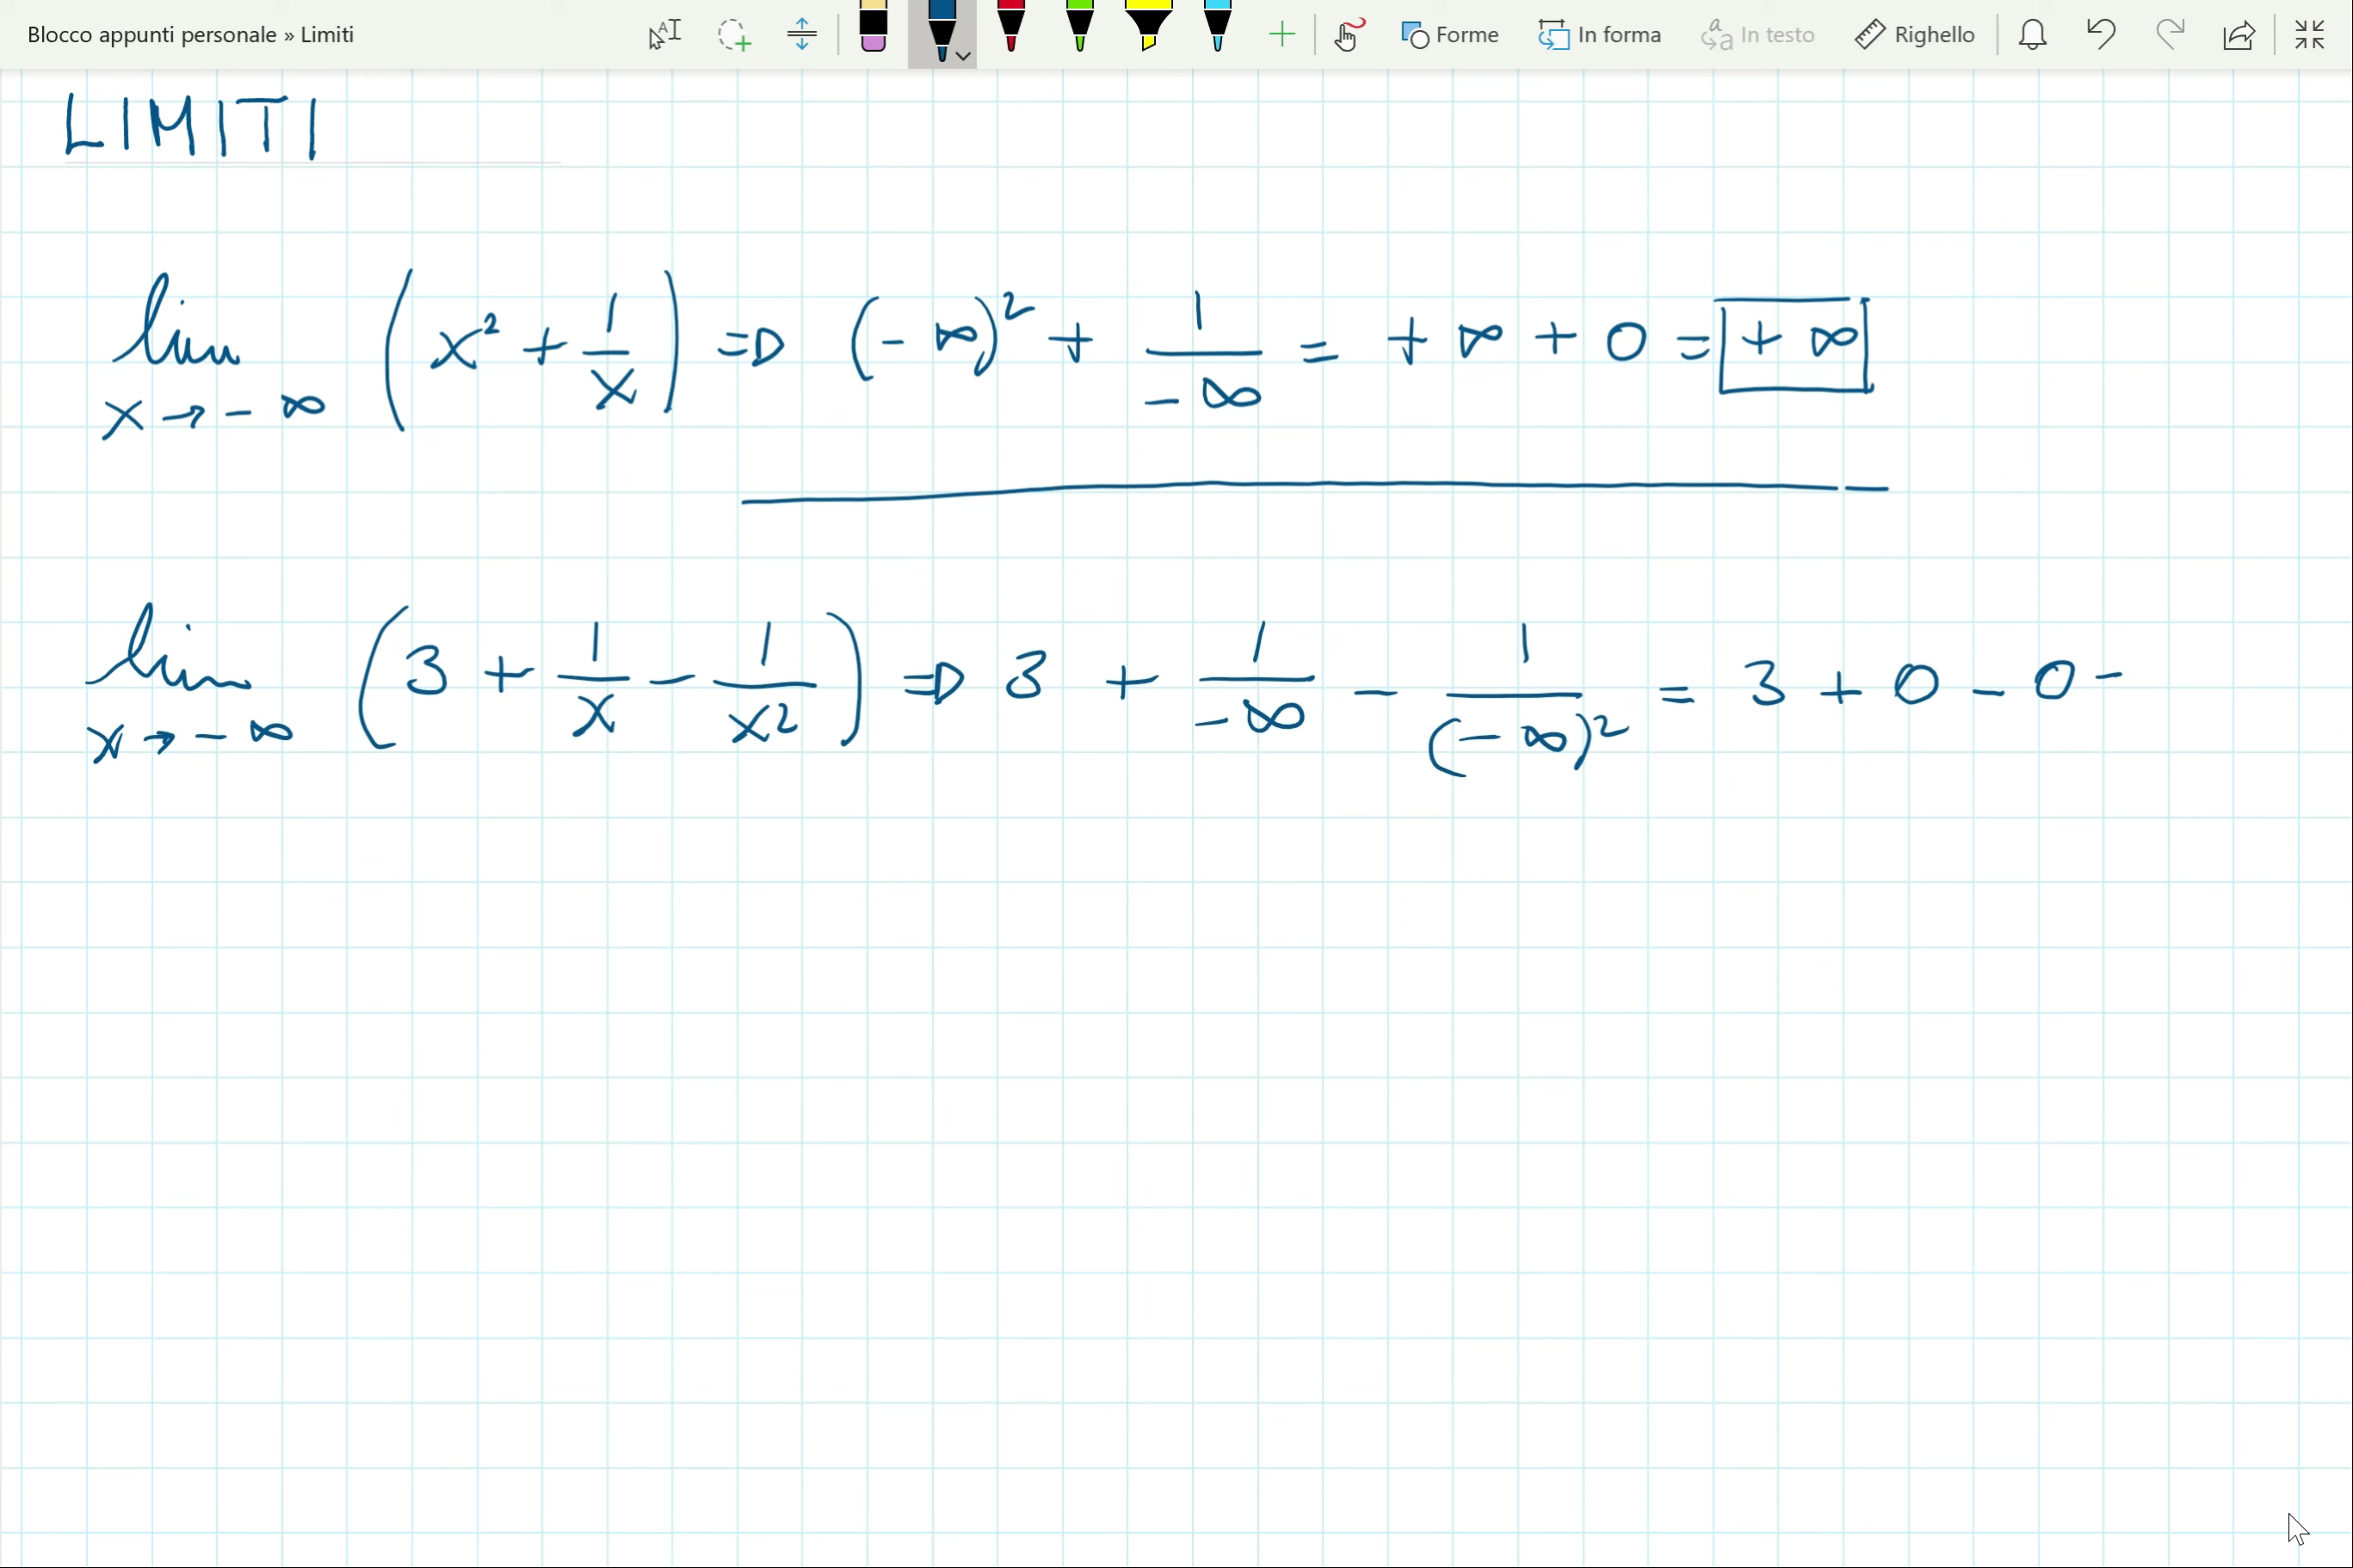 Blocco appunti personale » Limiti Forme In forma In testo Righello
LIMITI
lim x→-∞ (x² + 1/x) ⇒ (-∞)² + 1/-∞ = +∞ + 0 = +∞
lim x→-∞ (3 + 1/x - 1/x²) ⇒ 3 + 1/-∞ - 1/(-∞)² = 3 + 0 - 0 -